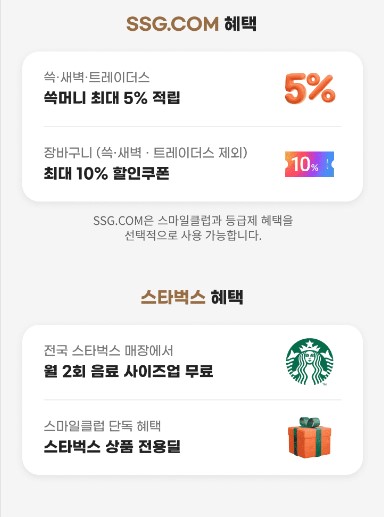 SSG.COM 혜택
쓱·새벽·트레이더스
쓱머니 최대 5% 적립
5%
장바구니 (쓱·새벽 · 트레이더스 제외)
최대 10% 할인쿠폰
10%
SSG.COM은 스마일클럽과 등급제 혜택을
선택적으로 사용 가능합니다.
스타벅스 혜택
전국 스타벅스 매장에서
월 2회 음료 사이즈업 무료
스마일클럽 단독 혜택
스타벅스 상품 전용딜